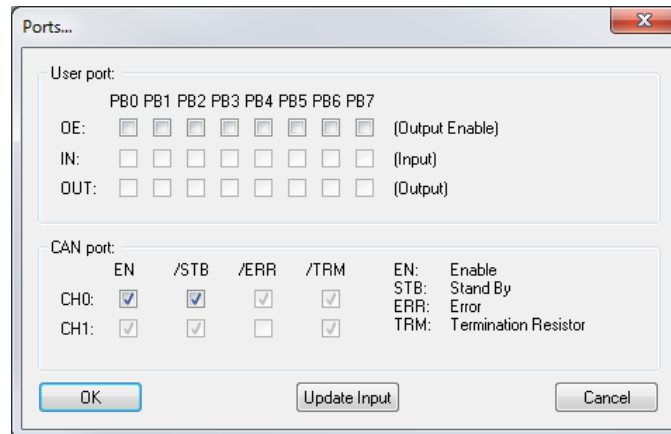 Ports...
User port:
PB0 PB1 PB2 PB3 PB4 PB5 PB6 PB7
OE: (Output Enable)
IN: (Input)
OUT: (Output)
CAN port:
EN /STB /ERR /TRM EN: Enable
STB: Stand By
CH0: ERR: Error
CH1: TRM: Termination Resistor
OK Update Input Cancel